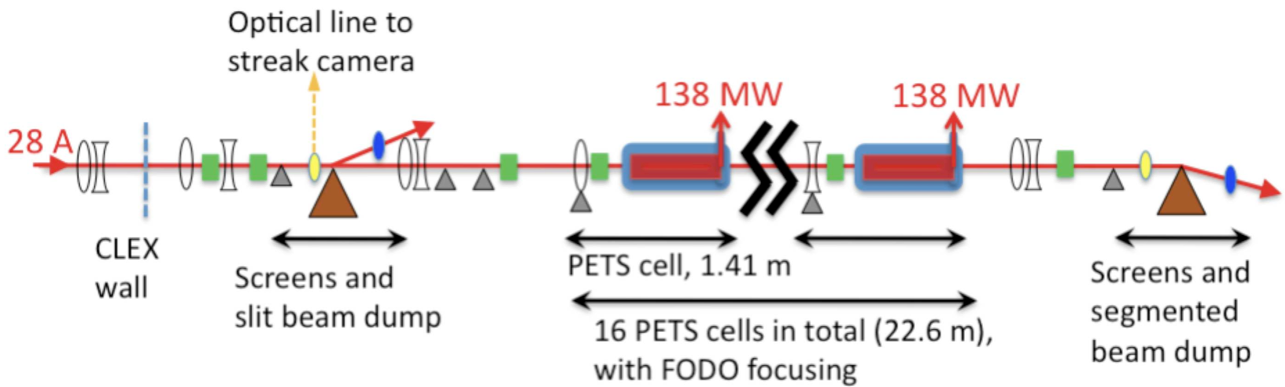 Optical line to
streak camera
138 MW
138 MW
28 A
CLEX
wall
Screens and
slit beam dump
PETS cell, 1.41 m
16 PETS cells in total (22.6 m),
with FODO focusing
Screens and
segmented
beam dump